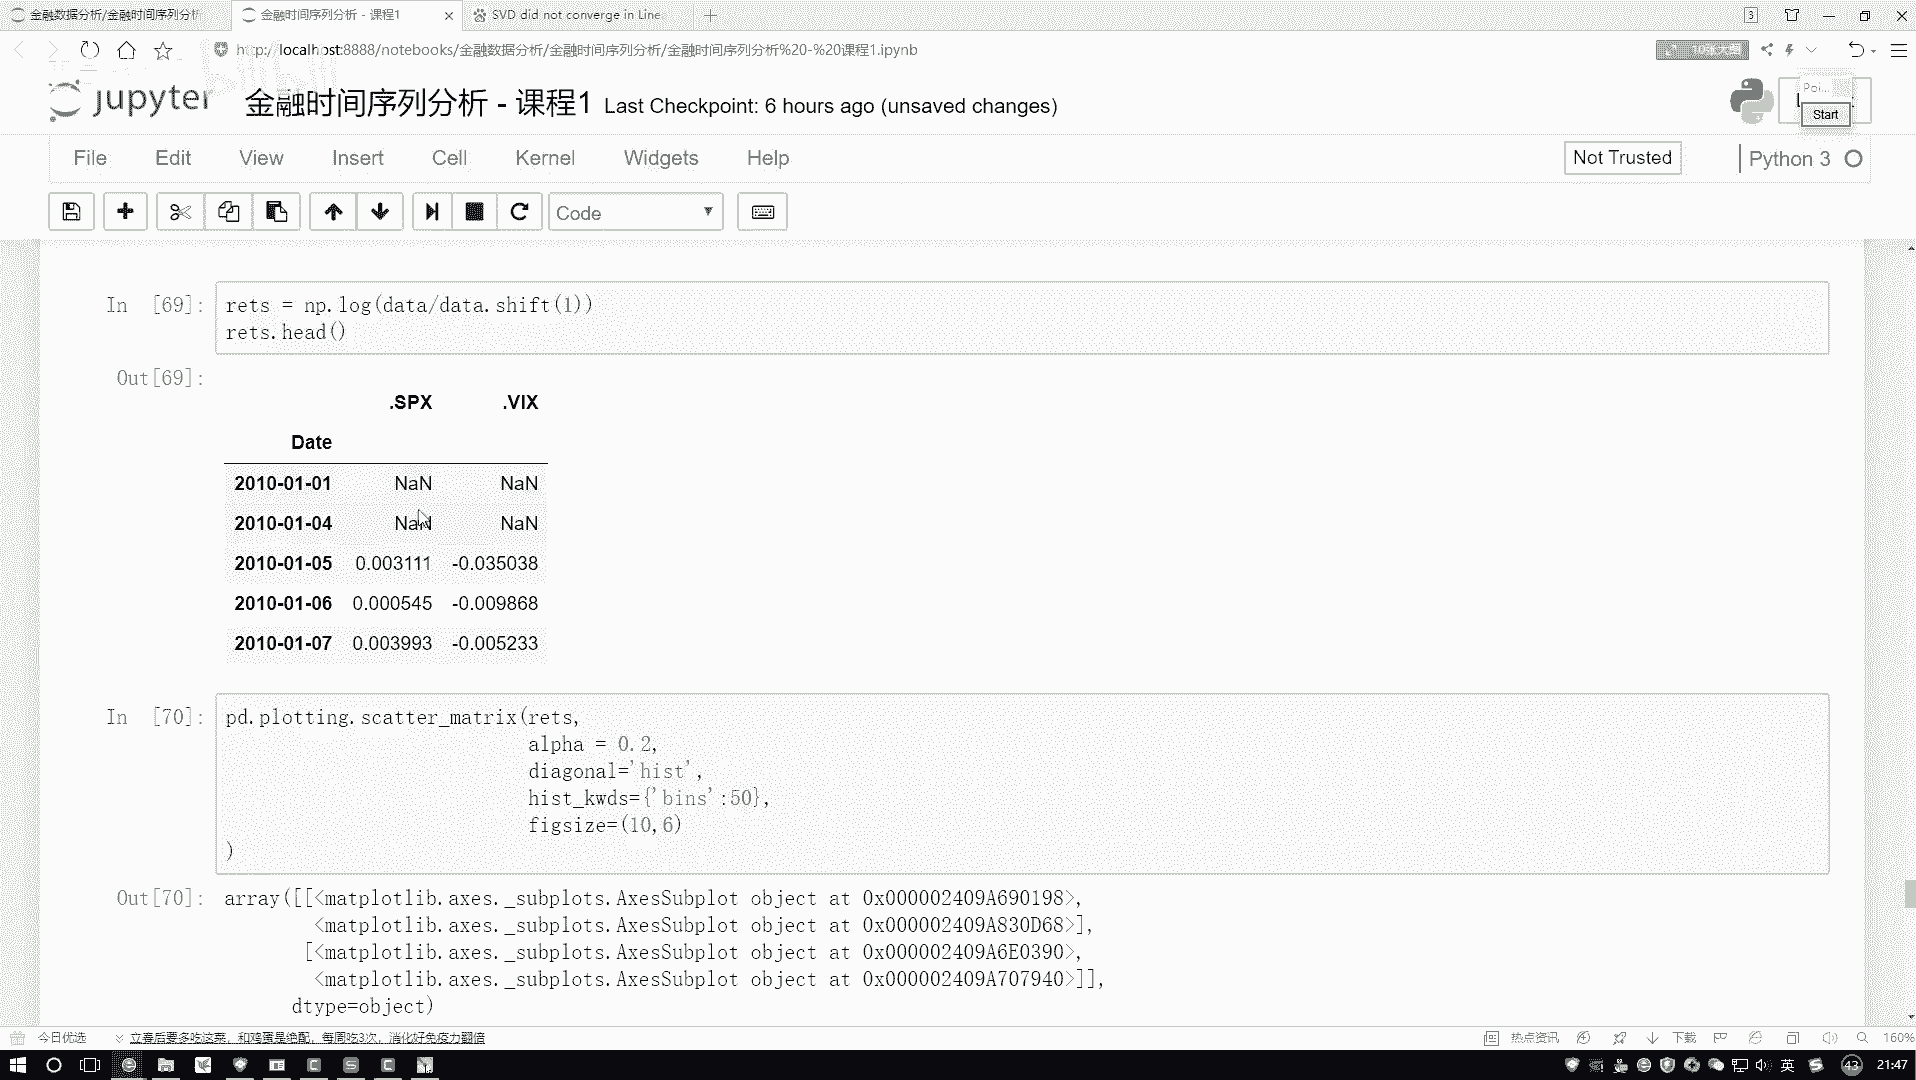 金融数据分析/金融时间序列分析
金融时间序列分析 - 课程1
SVD did not converge in Line
3
http://localhost:8888/notebooks/金融数据分析/金融时间序列分析/金融时间序列分析%20-%20课程1.ipynb
jupyter
金融时间序列分析 - 课程1 Last Checkpoint: 6 hours ago (unsaved changes)
Poi...
Start
File Edit View Insert Cell Kernel Widgets Help
Not Trusted
Python 3
Code
In [69]:
rets = np.log(data/data.shift(1))
rets.head()
Out[69]:
.SPX .VIX
Date
2010-01-01 NaN NaN
2010-01-04 NaN NaN
2010-01-05 0.003111 -0.035038
2010-01-06 0.000545 -0.009868
2010-01-07 0.003993 -0.005233
In [70]:
pd.plotting.scatter_matrix(rets,
alpha = 0.2,
diagonal='hist',
hist_kwds={'bins':50},
figsize=(10,6)
)
Out[70]:
array([[<matplotlib.axes._subplots.AxesSubplot object at 0x000002409A690198>,
<matplotlib.axes._subplots.AxesSubplot object at 0x000002409A830D68>],
[<matplotlib.axes._subplots.AxesSubplot object at 0x000002409A6E0390>,
<matplotlib.axes._subplots.AxesSubplot object at 0x000002409A707940>]],
dtype=object)
今日优选
立春后要多吃这菜，和鸡蛋是绝配，每周吃3次，消化好免疫力翻倍
热点资讯
下载
160%
英
43
21:47